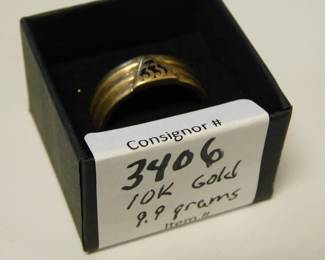 Consignor #
3406
10K Gold
9.9 grams
Item #